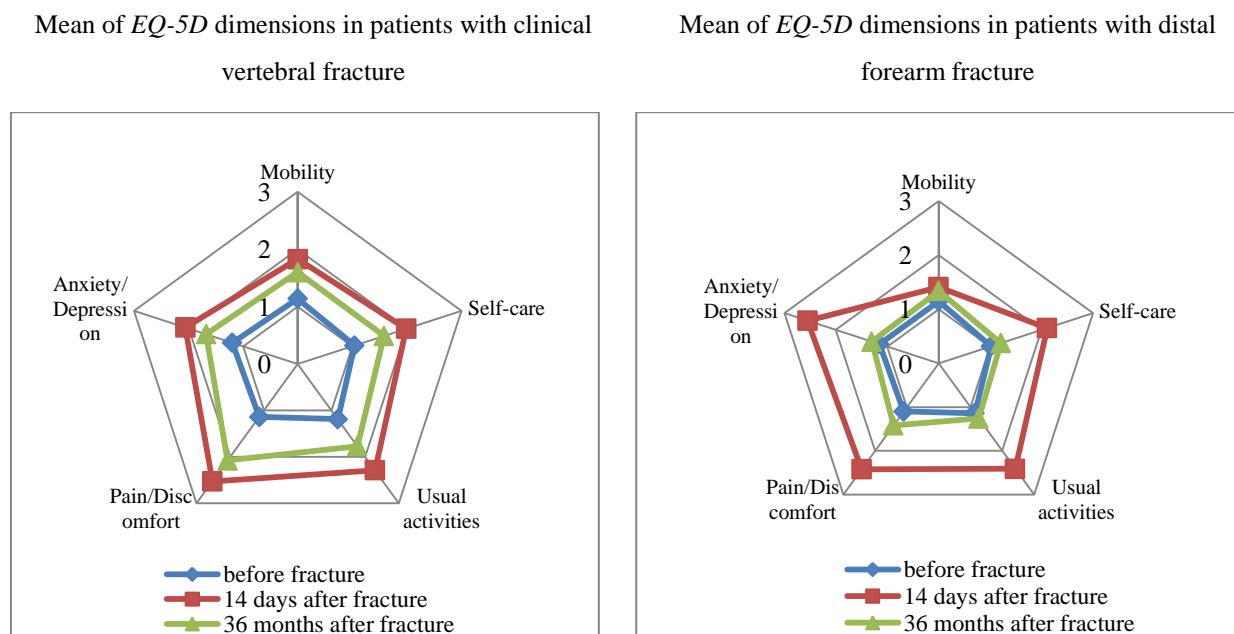 Mean of EQ-5D dimensions in patients with clinical
vertebral fracture
Mobility
3
2
1
0
Self-care
Usual
activities
Pain/Disc
omfort
Anxiety/
Depressi
on
before fracture
14 days after fracture
36 months after fracture
Mean of EQ-5D dimensions in patients with distal
forearm fracture
Mobility
3
2
1
0
Self-care
Usual
activities
Pain/Dis
comfort
Anxiety/
Depressi
on
before fracture
14 days after fracture
36 months after fracture